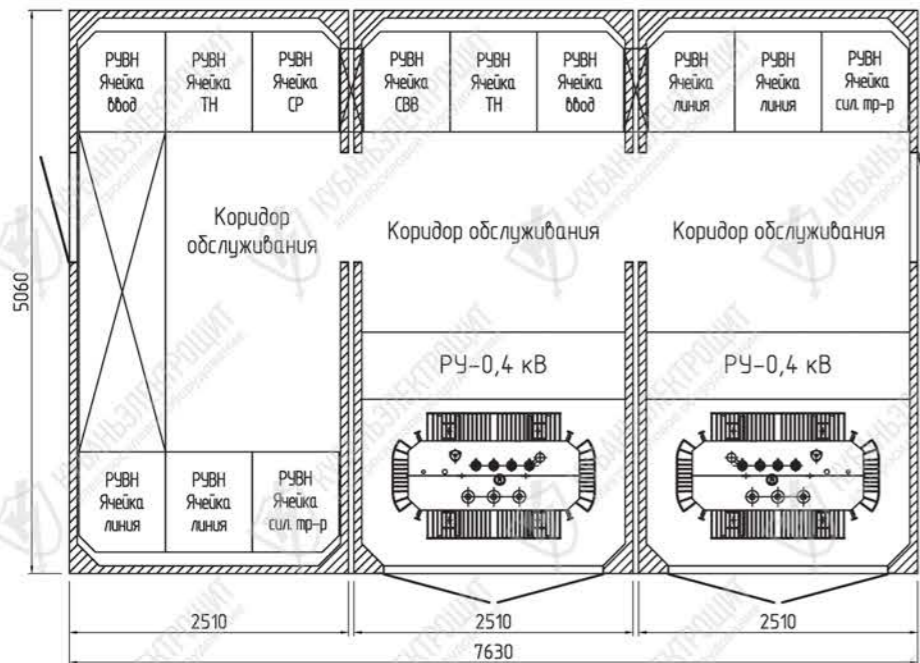 РУВН
Ячейка
ввод
РУВН
Ячейка
ТН
РУВН
Ячейка
СР
РУВН
Ячейка
СВВ
РУВН
Ячейка
ТН
РУВН
Ячейка
ввод
РУВН
Ячейка
линия
РУВН
Ячейка
линия
РУВН
Ячейка
сил. тр-р
Коридор
обслуживания
Коридор обслуживания
Коридор обслуживания
5060
РУ-0,4 кВ
РУ-0,4 кВ
РУВН
Ячейка
линия
РУВН
Ячейка
линия
РУВН
Ячейка
сил. тр-р
2510
2510
2510
7630
КУБАНЬЭЛЕКТРОЩИТ
электрощитовое оборудование